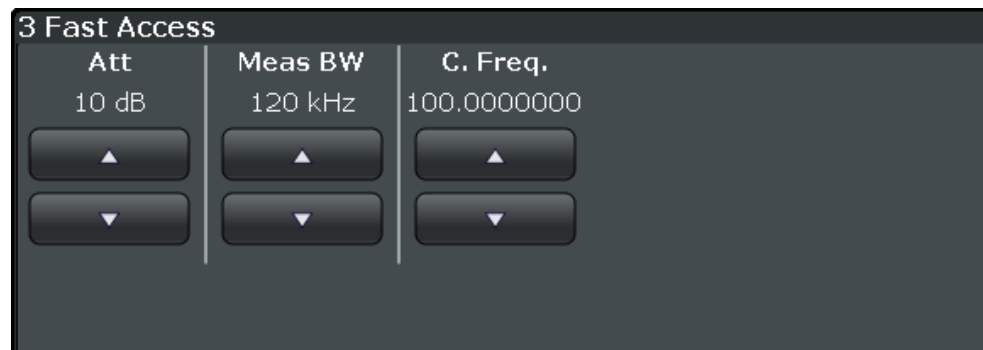 3 Fast Access
Att Meas BW C. Freq.
10 dB 120 kHz 100.0000000